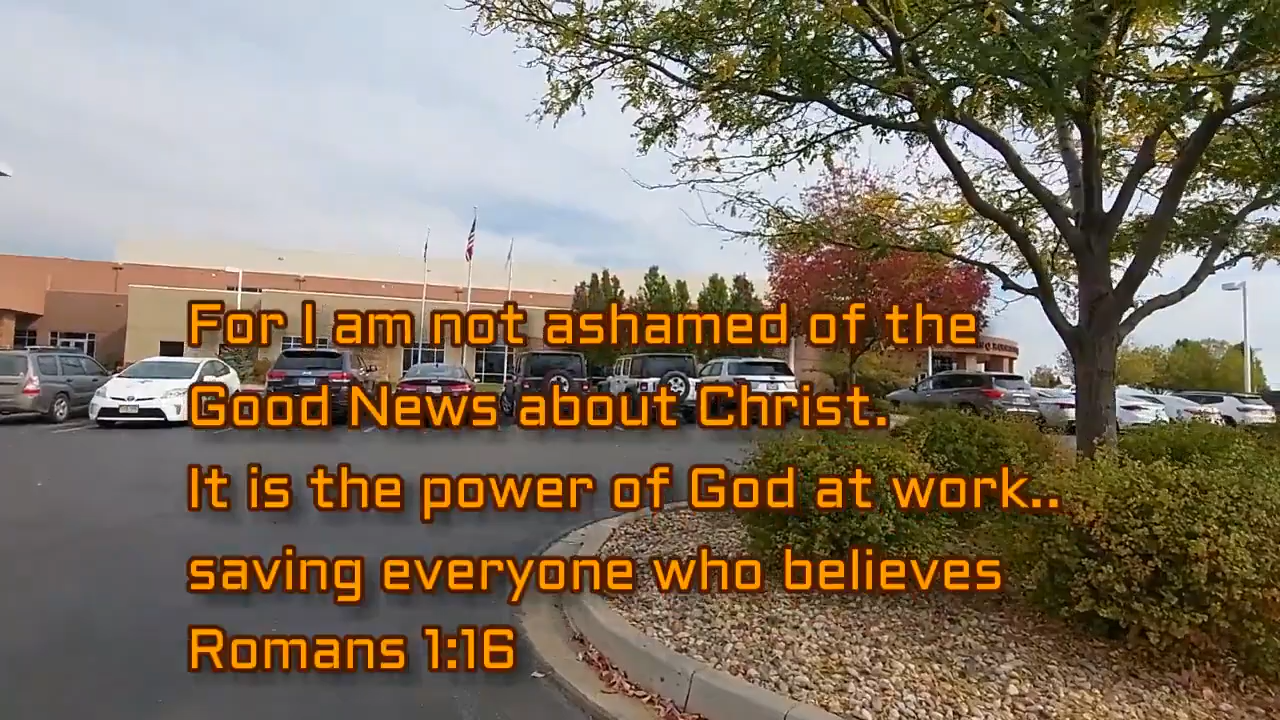 For I am not ashamed of the
Good News about Christ.
It is the power of God at work..
saving everyone who believes
Romans 1:16